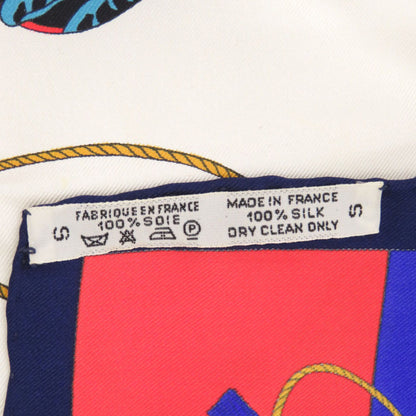 S
FABRIQUE EN FRANCE
100% SOIE
P
MADE IN FRANCE
100% SILK
DRY CLEAN ONLY
S